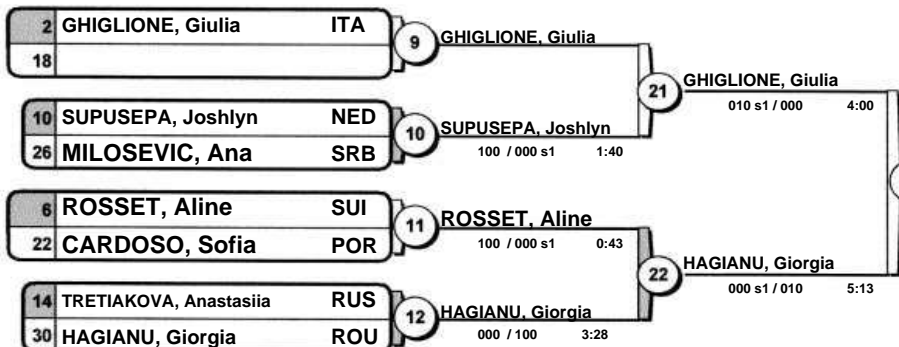 2 GHIGLIONE, Giulia ITA
18
9 GHIGLIONE, Giulia
10 SUPUSEPA, Joshlyn NED
26 MILOSEVIC, Ana SRB
10 SUPUSEPA, Joshlyn
100 / 000 s1 1:40
21 GHIGLIONE, Giulia
010 s1 / 000 4:00
6 ROSSET, Aline SUI
22 CARDOSO, Sofia POR
11 ROSSET, Aline
100 / 000 s1 0:43
14 TRETIAKOVA, Anastasiia RUS
30 HAGIANU, Giorgia ROU
12 HAGIANU, Giorgia
000 / 100 3:28
22 HAGIANU, Giorgia
000 s1 / 010 5:13